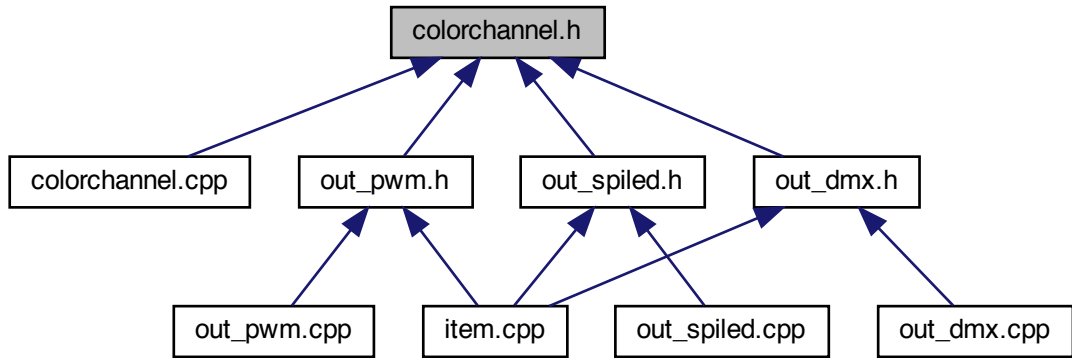 colorchannel.h
colorchannel.cpp
out_pwm.h
out_spiled.h
out_dmx.h
out_pwm.cpp
item.cpp
out_spiled.cpp
out_dmx.cpp